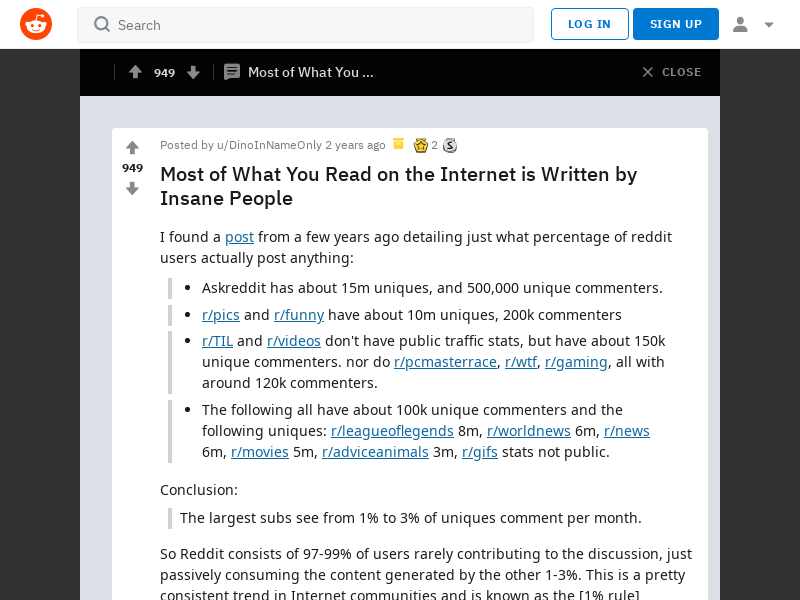 Search
LOG IN
SIGN UP
949
Most of What You ...
CLOSE
Posted by u/DinoInNameOnly 2 years ago
2
S
949
Most of What You Read on the Internet is Written by
Insane People
I found a post from a few years ago detailing just what percentage of reddit
users actually post anything:
• Askreddit has about 15m uniques, and 500,000 unique commenters.
• r/pics and r/funny have about 10m uniques, 200k commenters
• r/TIL and r/videos don't have public traffic stats, but have about 150k
unique commenters. nor do r/pcmasterrace, r/wtf, r/gaming, all with
around 120k commenters.
• The following all have about 100k unique commenters and the
following uniques: r/leagueoflegends 8m, r/worldnews 6m, r/news
6m, r/movies 5m, r/adviceanimals 3m, r/gifs stats not public.
Conclusion:
The largest subs see from 1% to 3% of uniques comment per month.
So Reddit consists of 97-99% of users rarely contributing to the discussion, just
passively consuming the content generated by the other 1-3%. This is a pretty
consistent trend in Internet communities and is known as the [1% rule]